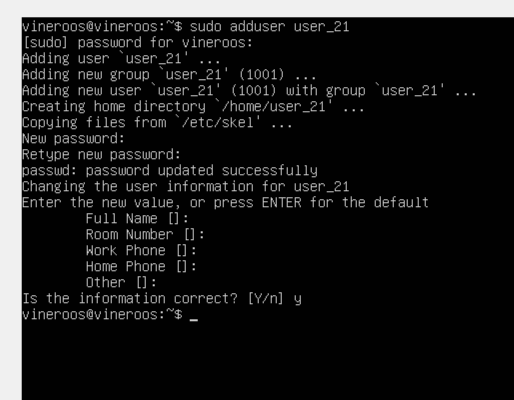 vineroos@vineroos:~$ sudo adduser user_21
[sudo] password for vineroos:
Adding user `user_21' ...
Adding new group `user_21' (1001) ...
Adding new user `user_21' (1001) with group `user_21' ...
Creating home directory `/home/user_21' ...
Copying files from `/etc/skel' ...
New password:
Retype new password:
passwd: password updated successfully
Changing the user information for user_21
Enter the new value, or press ENTER for the default
        Full Name []:
        Room Number []:
        Work Phone []:
        Home Phone []:
        Other []:
Is the information correct? [Y/n] y
vineroos@vineroos:~$ _